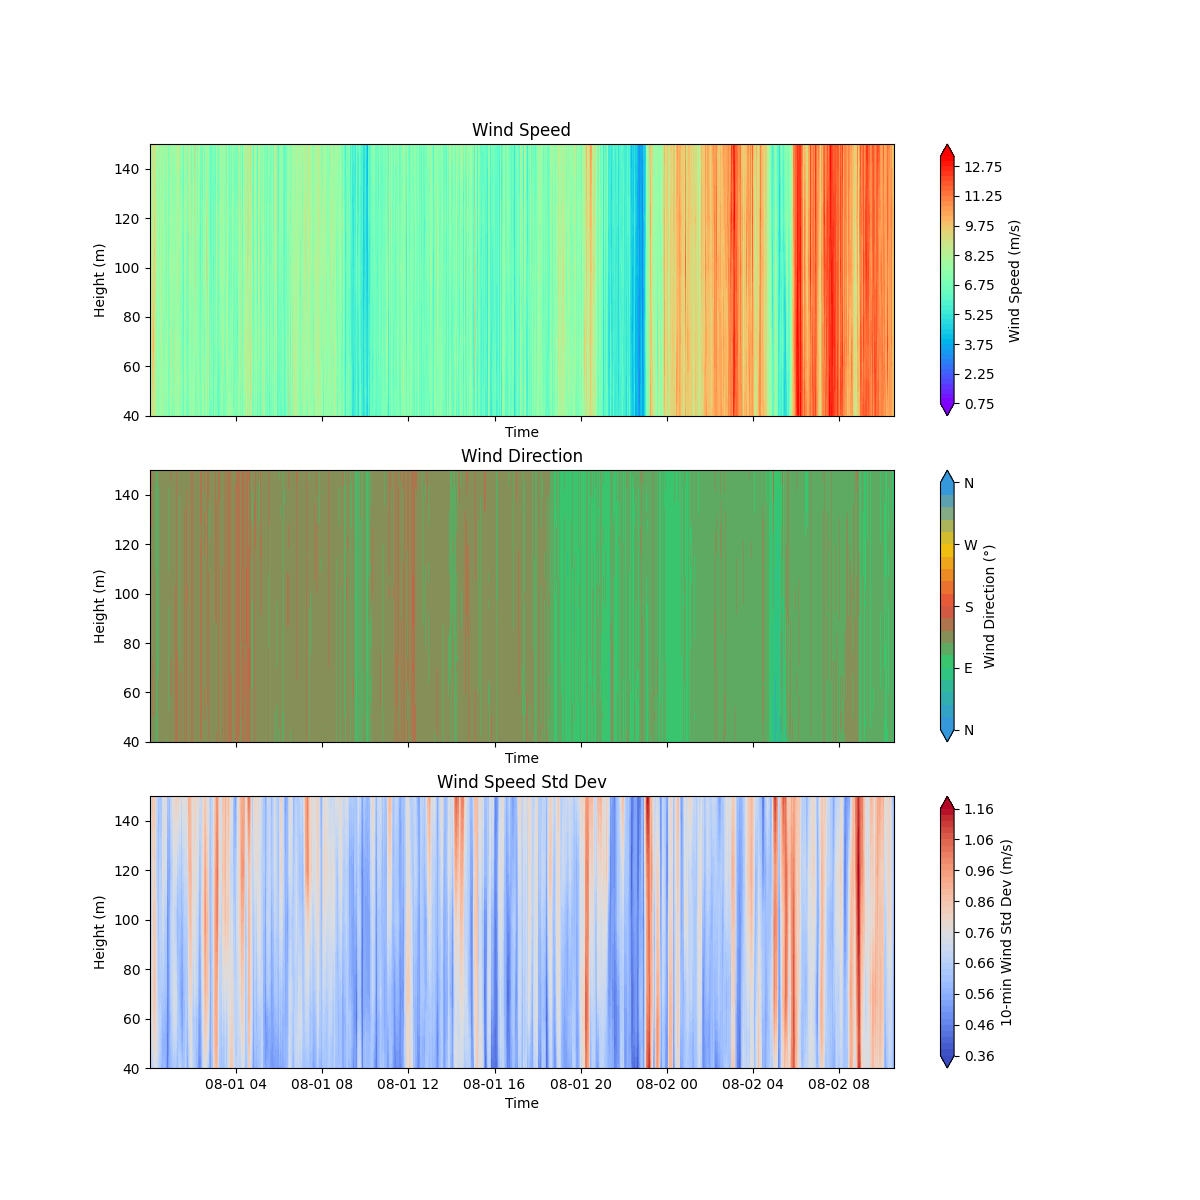 Wind Speed
140
120
100
80
60
40
Height (m)
Time
12.75
11.25
9.75
8.25
6.75
5.25
3.75
2.25
0.75
Wind Speed (m/s)
Wind Direction
140
120
100
80
60
40
Height (m)
Time
N
W
S
E
N
Wind Direction (°)
Wind Speed Std Dev
140
120
100
80
60
40
Height (m)
08-01 04 08-01 08 08-01 12 08-01 16 08-01 20 08-02 00 08-02 04 08-02 08
Time
1.16
1.06
0.96
0.86
0.76
0.66
0.56
0.46
0.36
10-min Wind Std Dev (m/s)